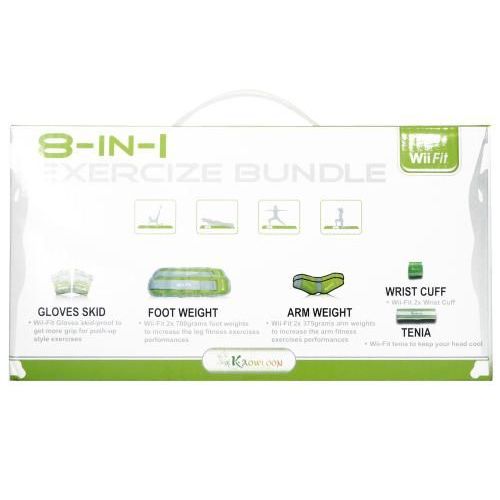 8-IN-1
EXERCIZE BUNDLE
Wii Fit
GLOVES SKID
• Wii-Fit Gloves skid-proof to
get more grip for push-up
style exercises
FOOT WEIGHT
• Wii-Fit 2x 700grams foot weights
to increase the leg fitness exercises
performances
ARM WEIGHT
• Wii-Fit 2x 375grams arm weights
to increase the arm fitness
exercises performances
WRIST CUFF
• Wii-Fit 2x Wrist Cuff
TENIA
• Wii-Fit tenia to keep your head cool
KAOWLOON